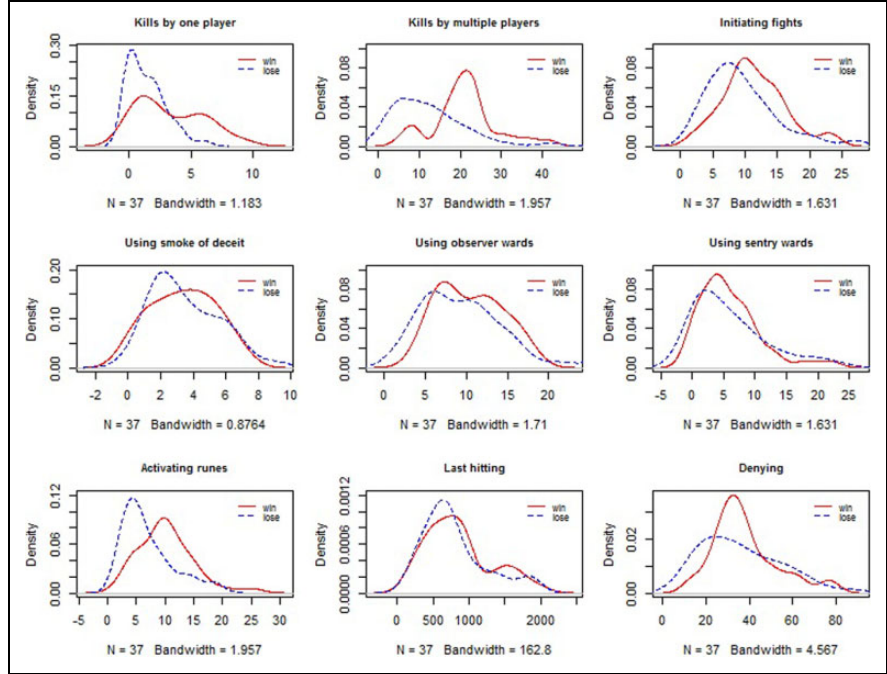 Kills by one player
Kills by multiple players
Initiating fights
Density
0.00 0.15 0.30
win
lose
0 5 10
N = 37 Bandwidth = 1.183
Density
0.00 0.04 0.08
win
lose
0 10 20 30 40
N = 37 Bandwidth = 1.957
Density
0.00 0.04 0.08
win
lose
0 5 10 15 20 25
N = 37 Bandwidth = 1.631
Using smoke of deceit
Using observer wards
Using sentry wards
Density
0.00 0.10 0.20
win
lose
-2 0 2 4 6 8 10
N = 37 Bandwidth = 0.8764
Density
0.00 0.04 0.08
win
lose
0 5 10 15 20
N = 37 Bandwidth = 1.71
Density
0.00 0.04 0.08
win
lose
-5 0 5 10 15 20 25
N = 37 Bandwidth = 1.631
Activating runes
Last hitting
Denying
Density
0.00 0.06 0.12
win
lose
-5 0 5 10 15 20 25 30
N = 37 Bandwidth = 1.957
Density
0.0000 0.0006 0.0012
win
lose
0 500 1000 2000
N = 37 Bandwidth = 162.8
Density
0.00 0.02
win
lose
0 20 40 60 80
N = 37 Bandwidth = 4.567